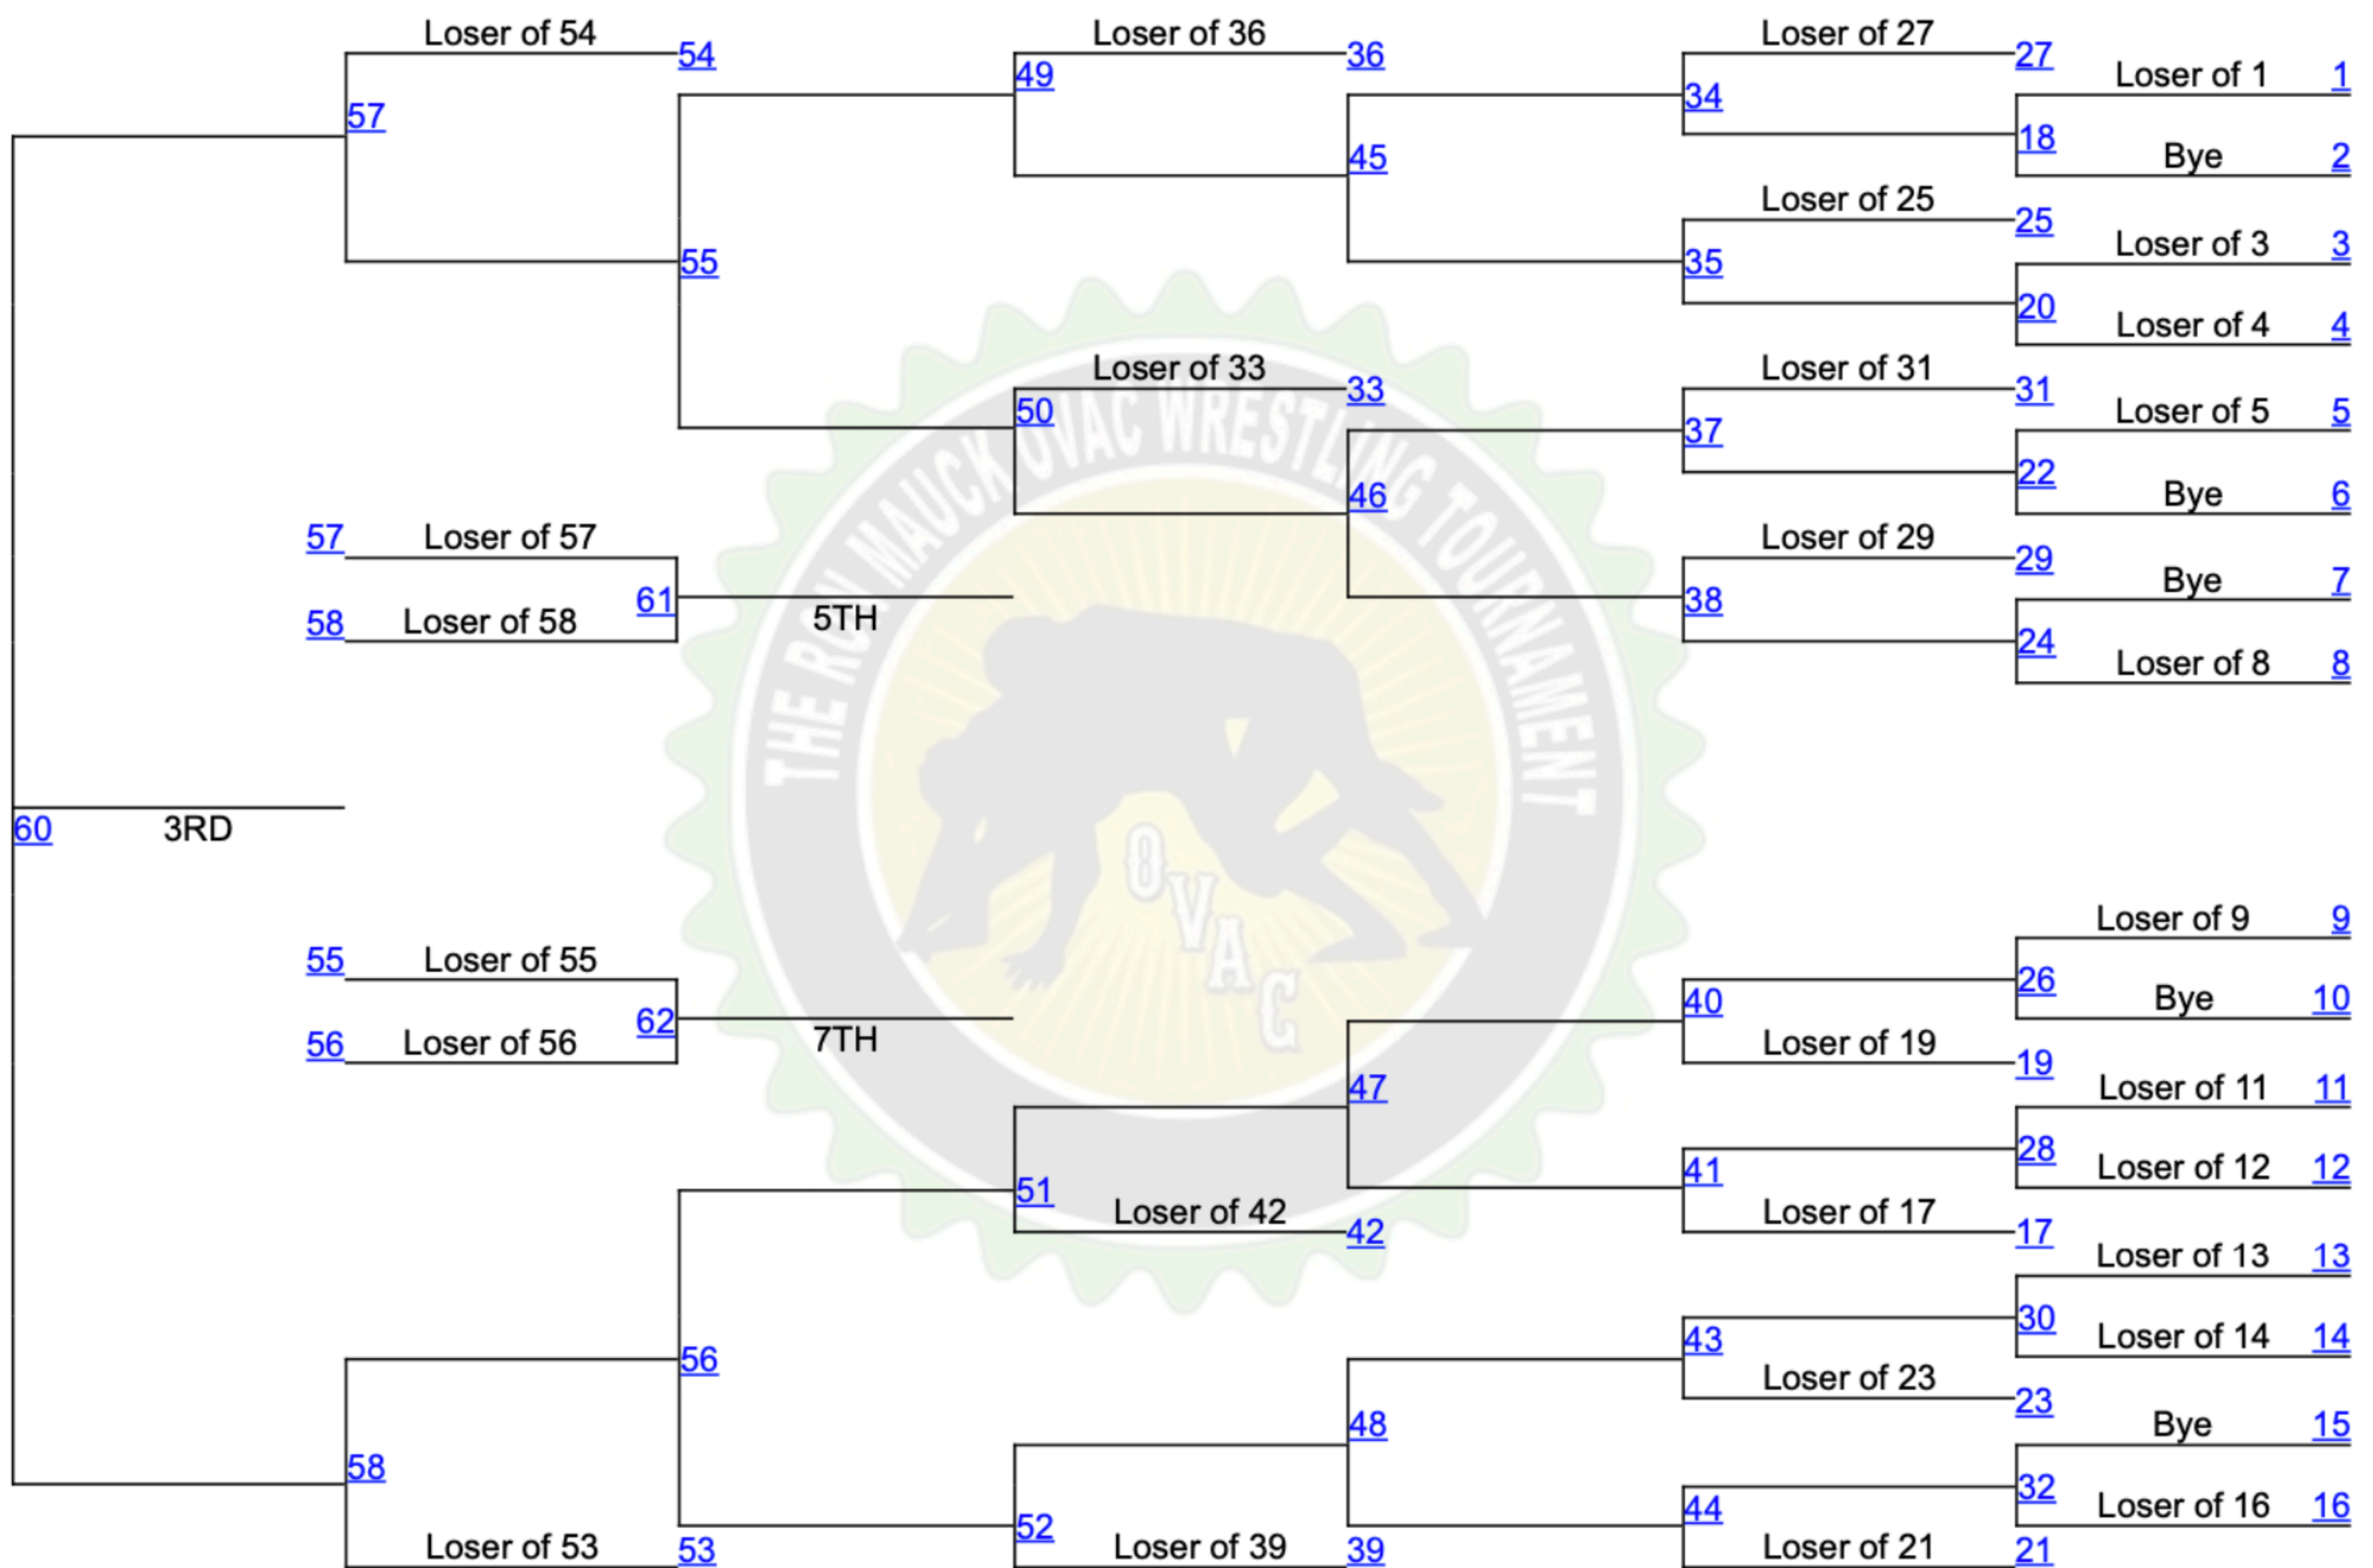 Loser of 54 54
Loser of 36 36
Loser of 27 27
49
Loser of 1 1
34
57
18
45
Bye 2
Loser of 25 25
Loser of 3 3
55
35
20
Loser of 4 4
Loser of 33 33
Loser of 31 31
50
Loser of 5 5
37
22
46
Bye 6
57 Loser of 57
Loser of 29 29
Bye 7
61
5TH
38
58 Loser of 58
24
Loser of 8 8
THE RON MAUCK OVAC WRESTLING TOURNAMENT
OVAC
60 3RD
Loser of 9 9
55 Loser of 55
26
40
Bye 10
62
7TH
56 Loser of 56
Loser of 19 19
47
Loser of 11 11
28
41
Loser of 12 12
51
Loser of 42 42
Loser of 17 17
Loser of 13 13
30
43
Loser of 14 14
56
Loser of 23 23
48
Bye 15
58
32
44
Loser of 16 16
52
Loser of 53 53
Loser of 39 39
Loser of 21 21